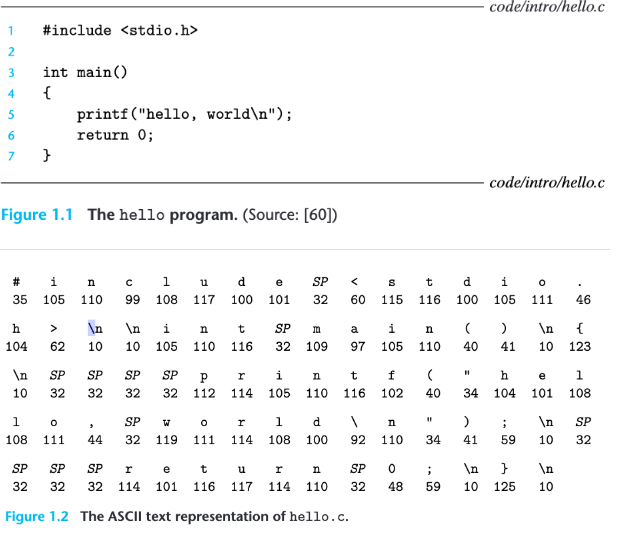 code/intro/hello.c
1 #include <stdio.h>
2
3 int main()
4 {
5     printf("hello, world\n");
6     return 0;
7 }
code/intro/hello.c
Figure 1.1 The hello program. (Source: [60])
# i n c l u d e SP < s t d i o .
35 105 110 99 108 117 100 101 32 60 115 116 100 105 111 46
h > \n \n i n t SP m a i n ( ) \n {
104 62 10 10 105 110 116 32 109 97 105 110 40 41 10 123
\n SP SP SP SP p r i n t f ( " h e l
10 32 32 32 32 112 114 105 110 116 102 40 34 104 101 108
l o , SP w o r l d \ n " ) ; \n SP
108 111 44 32 119 111 114 108 100 92 110 34 41 59 10 32
SP SP SP r e t u r n SP 0 ; \n } \n
32 32 32 114 101 116 117 114 110 32 48 59 10 125 10
Figure 1.2 The ASCII text representation of hello.c.